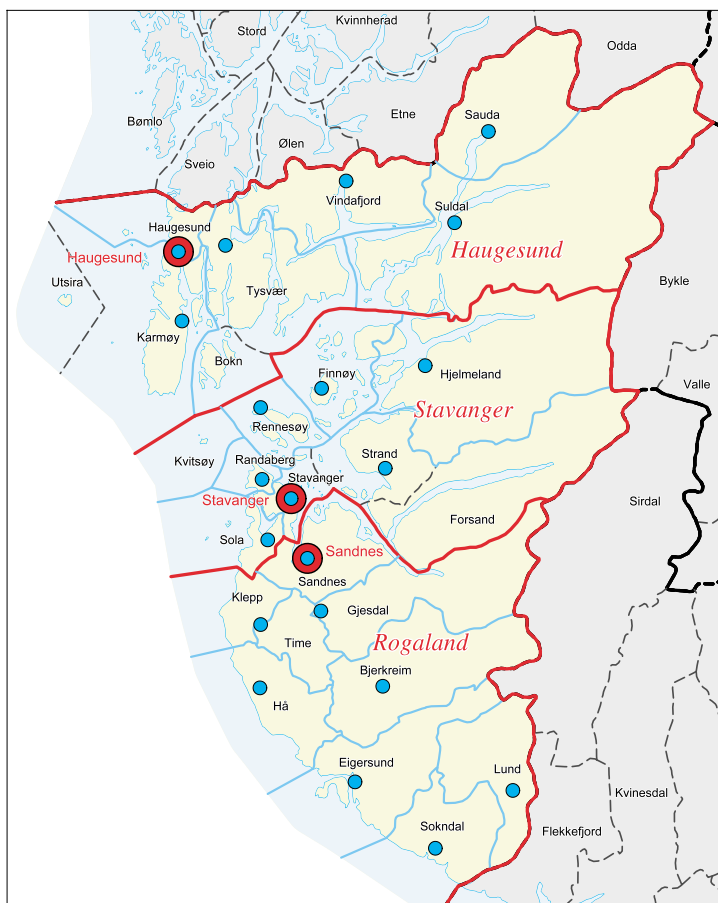 Kvinnherad
Stord
Odda
Etne
Sauda
Bømlo
Ølen
Sveio
Vindafjord
Suldal
Haugesund
Haugesund
Haugesund
Utsira
Bykle
Tysvær
Karmøy
Bokn
Finnøy
Hjelmeland
Valle
Stavanger
Rennesøy
Strand
Kvitsøy
Randaberg
Stavanger
Stavanger
Sirdal
Forsand
Sola
Sandnes
Sandnes
Klepp
Gjesdal
Time
Rogaland
Bjerkreim
Hå
Eigersund
Lund
Kvinesdal
Sokndal
Flekkefjord